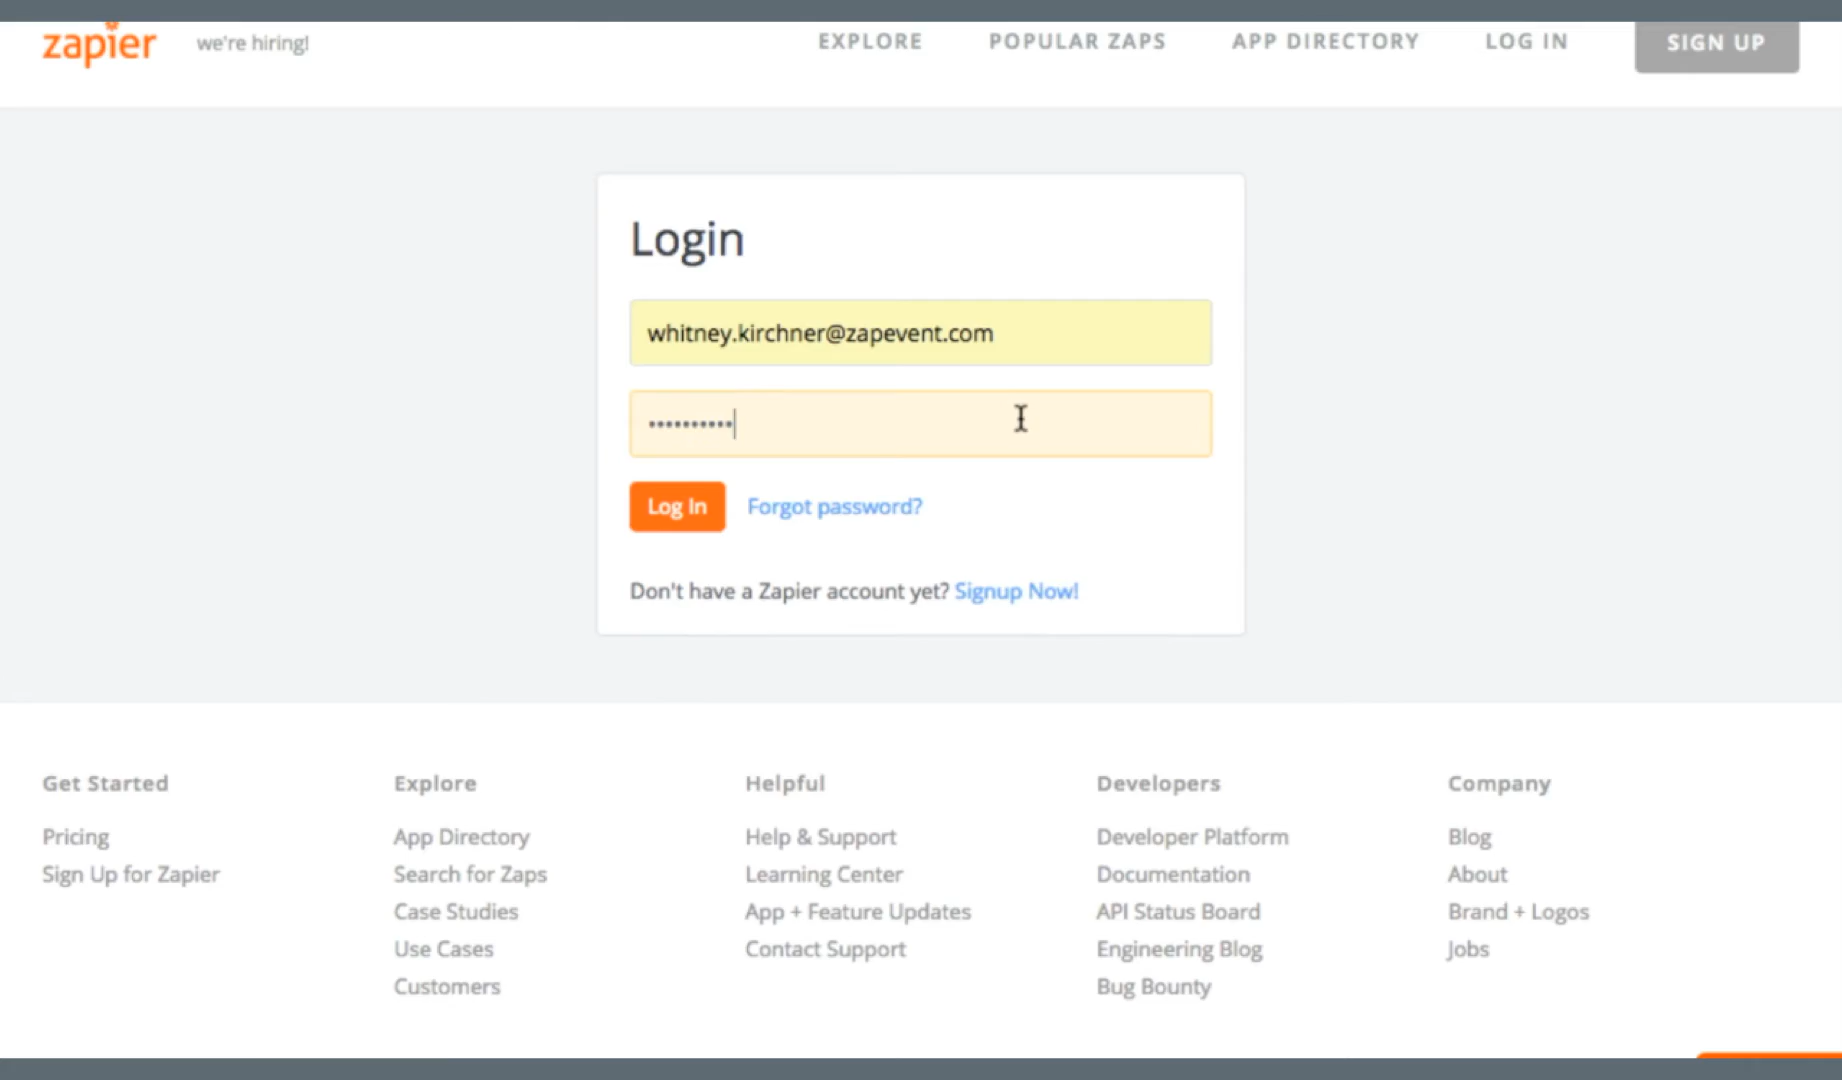 zapier we're hiring! EXPLORE POPULAR ZAPS APP DIRECTORY LOG IN SIGN UP
Login
whitney.kirchner@zapevent.com
••••••••••
Log In Forgot password?
Don't have a Zapier account yet? Signup Now!
Get Started Explore Helpful Developers Company
Pricing App Directory Help & Support Developer Platform Blog
Sign Up for Zapier Search for Zaps Learning Center Documentation About
Case Studies App + Feature Updates API Status Board Brand + Logos
Use Cases Contact Support Engineering Blog Jobs
Customers Bug Bounty